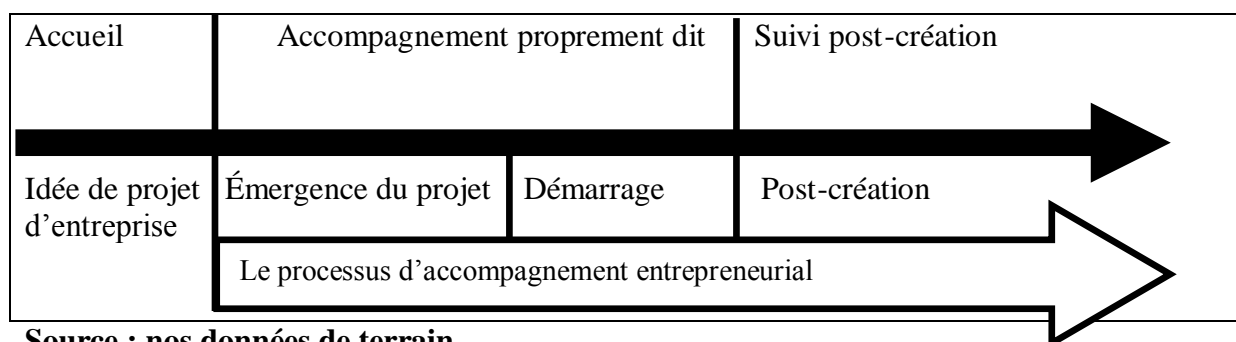 Accueil
Accompagnement proprement dit
Suivi post-création
Idée de projet
d’entreprise
Émergence du projet
Démarrage
Post-création
Le processus d’accompagnement entrepreneurial
Source : nos données de terrain